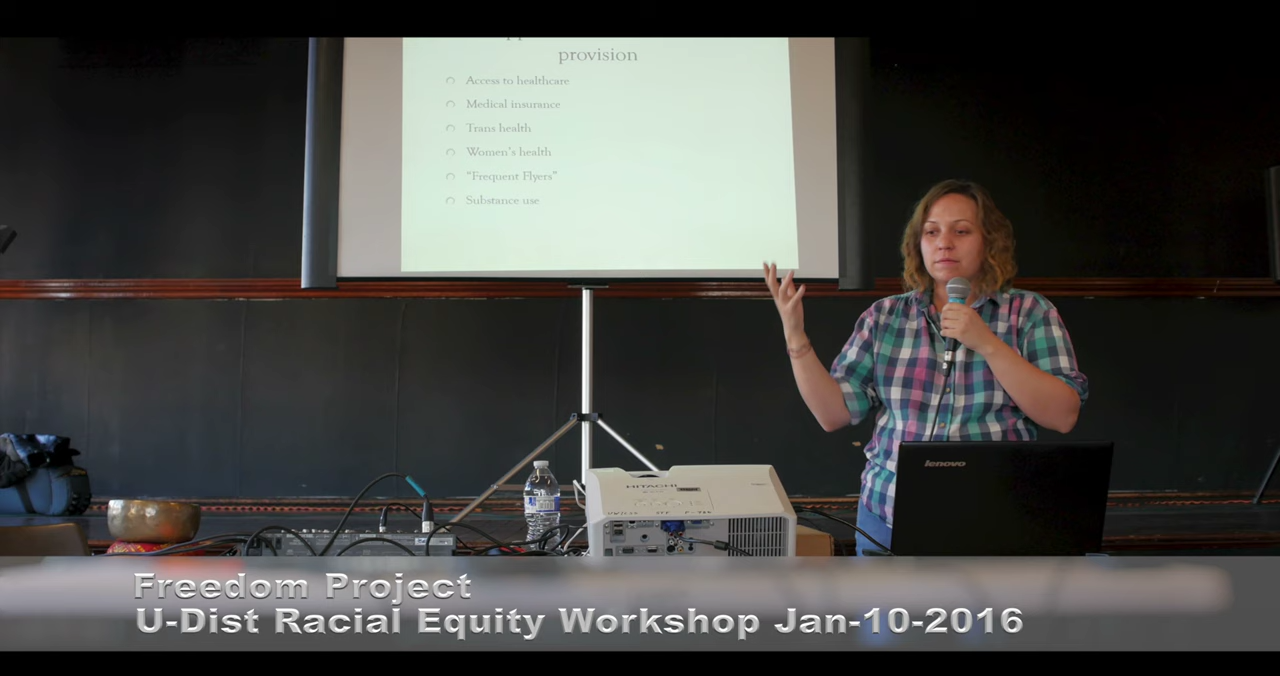 provision
Access to healthcare
Medical insurance
Trans health
Women's health
"Frequent Flyers"
Substance use
lenovo
HITACHI
Freedom Project
U-Dist Racial Equity Workshop Jan-10-2016